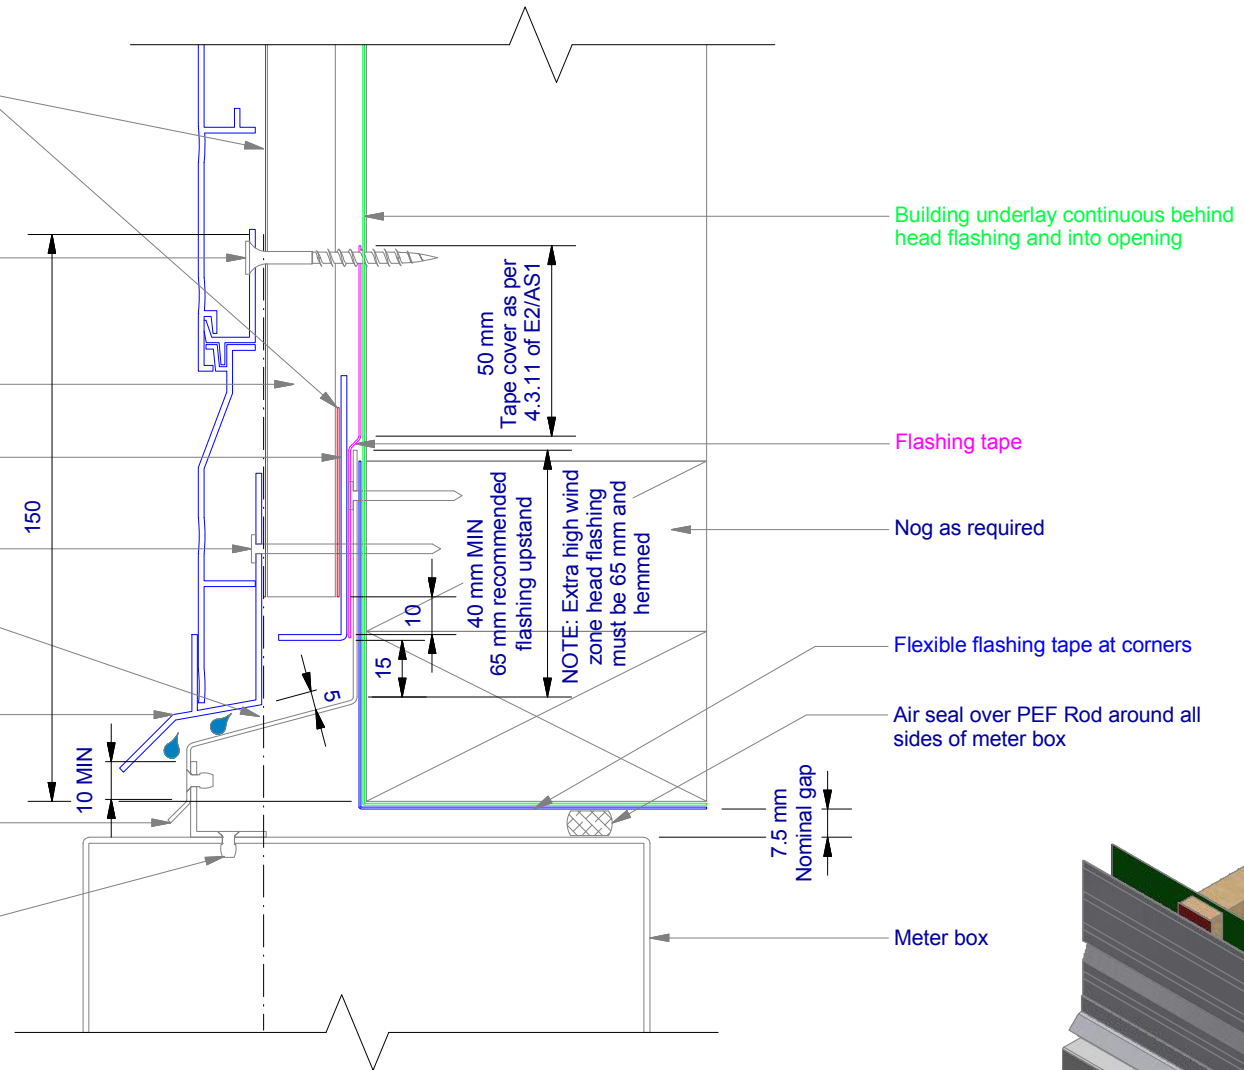 Building underlay continuous behind
head flashing and into opening
50 mm
Tape cover as per
4.3.11 of E2/AS1
Flashing tape
150
40 mm MIN
65 mm recommended
flashing upstand
NOTE: Extra high wind
zone head flashing
must be 65 mm and
hemmed
Nog as required
10
15
5
Flexible flashing tape at corners
Air seal over PEF Rod around all
sides of meter box
10 MIN
7.5 mm
Nominal gap
Meter box